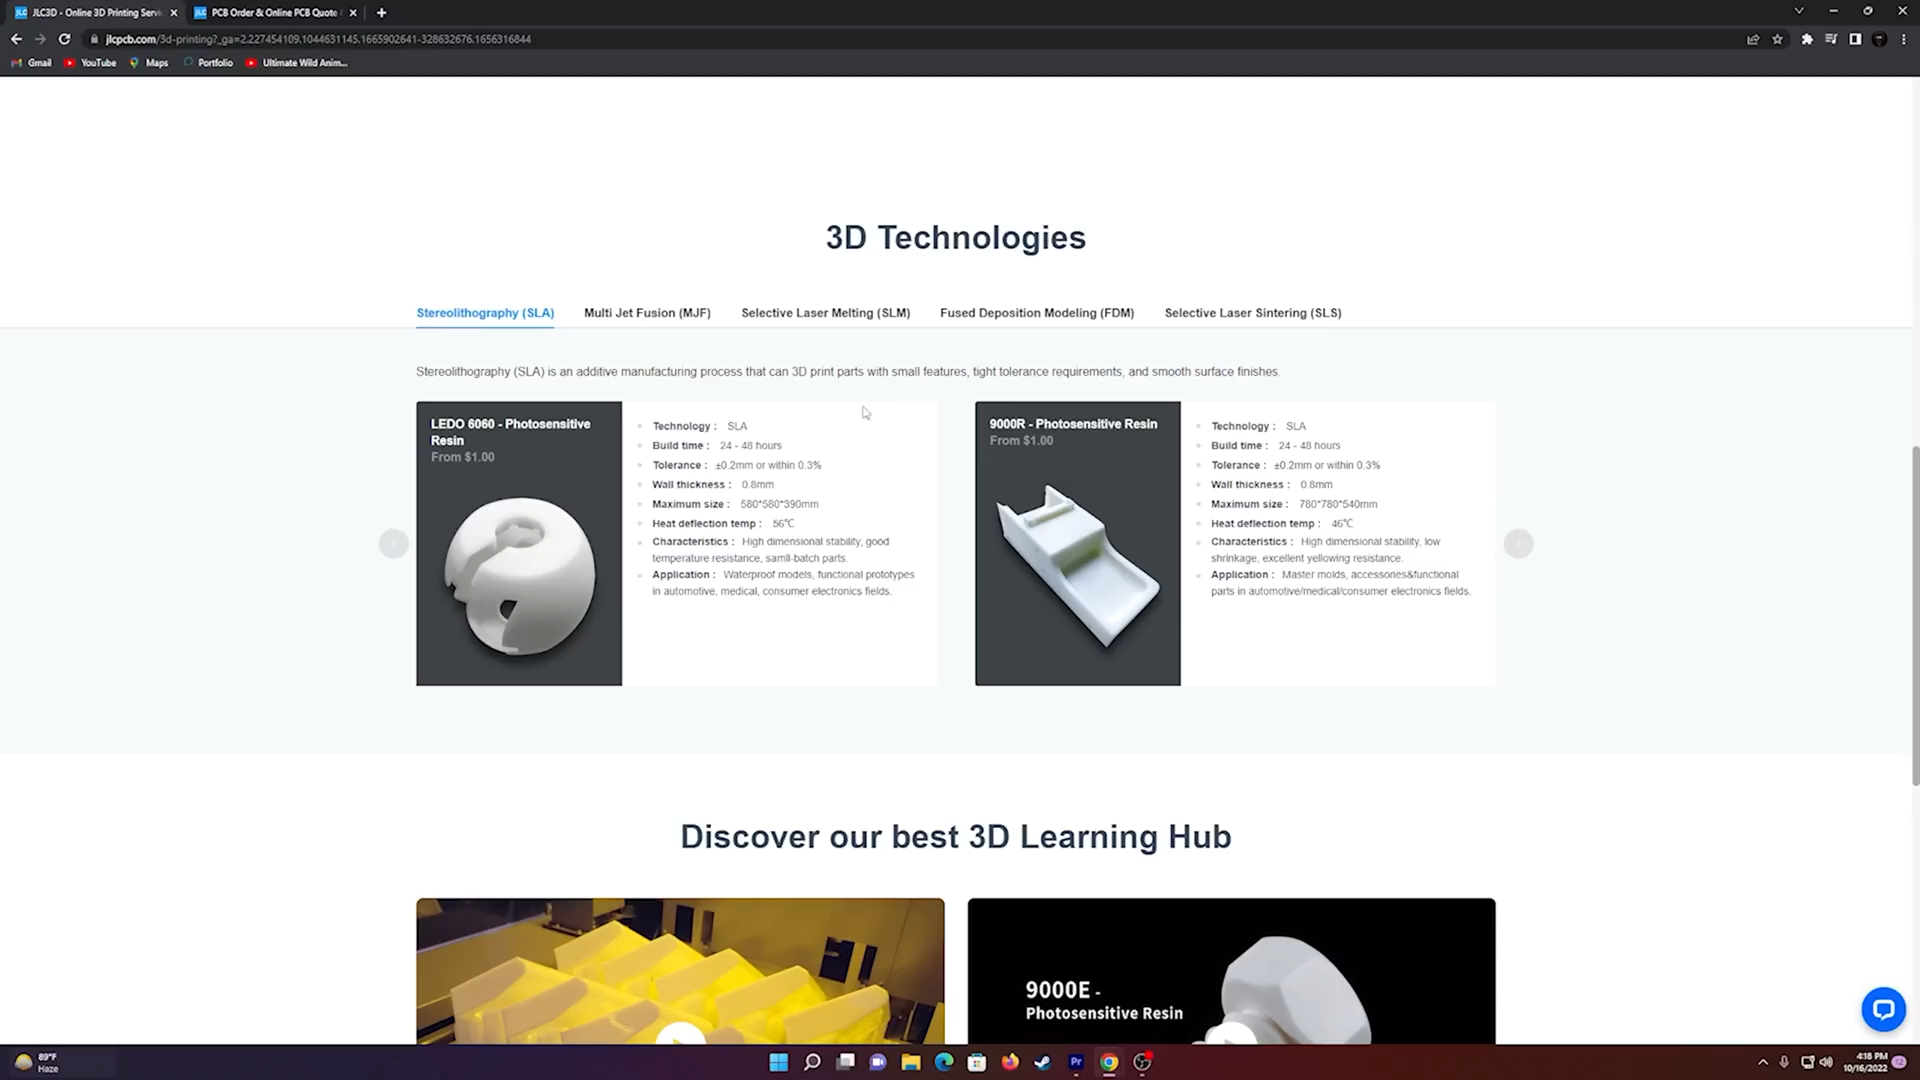 JLC3D - Online 3D Printing Servi
PCB Order & Online PCB Quote
jlcpcb.com/3d-printing?_ga=2.227454109.1044631145.1665902641-328632676.1656316844
Gmail
YouTube
Maps
Portfolio
Ultimate Wild Anim...
3D Technologies
Stereolithography (SLA)
Multi Jet Fusion (MJF)
Selective Laser Melting (SLM)
Fused Deposition Modeling (FDM)
Selective Laser Sintering (SLS)
Stereolithography (SLA) is an additive manufacturing process that can 3D print parts with small features, tight tolerance requirements, and smooth surface finishes.
LEDO 6060 - Photosensitive
Resin
From $1.00
Technology : SLA
Build time : 24 - 48 hours
Tolerance : ±0.2mm or within 0.3%
Wall thickness : 0.8mm
Maximum size : 580*580*390mm
Heat deflection temp : 56℃
Characteristics : High dimensional stability, good
temperature resistance, samll-batch parts.
Application : Waterproof models, functional prototypes
in automotive, medical, consumer electronics fields.
9000R - Photosensitive Resin
From $1.00
Technology : SLA
Build time : 24 - 48 hours
Tolerance : ±0.2mm or within 0.3%
Wall thickness : 0.8mm
Maximum size : 780*780*540mm
Heat deflection temp : 46℃
Characteristics : High dimensional stability, low
shrinkage, excellent yellowing resistance.
Application : Master molds, accessories&functional
parts in automotive/medical/consumer electronics fields.
Discover our best 3D Learning Hub
9000E -
Photosensitive Resin
89°F
Haze
4:18 PM
10/16/2022
12